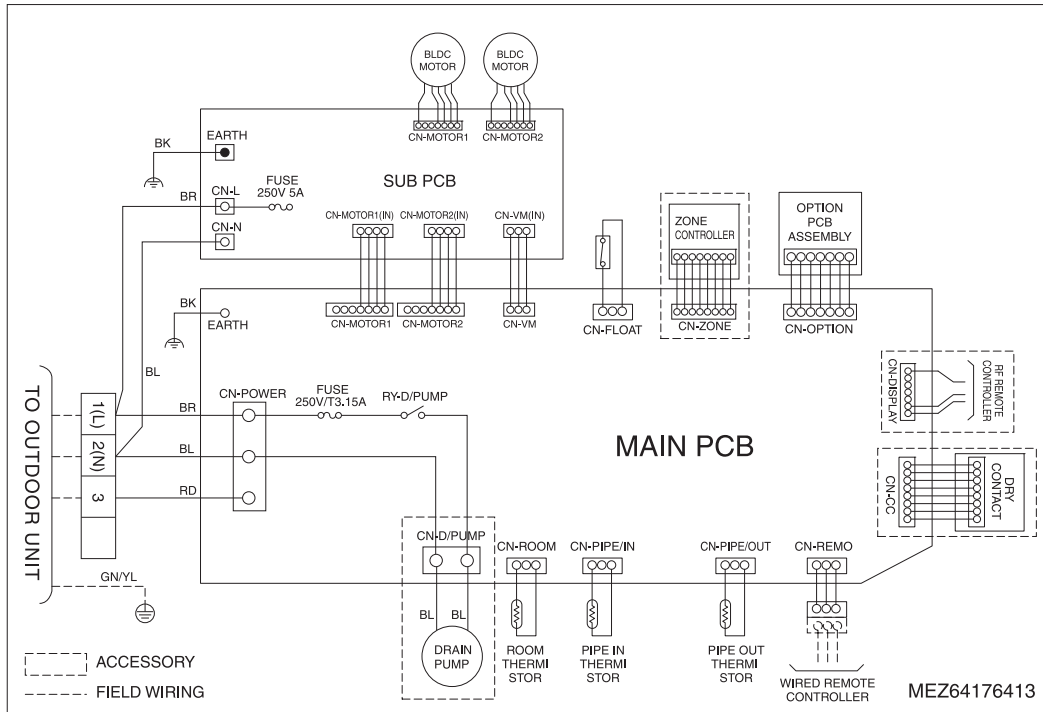 BLDC
MOTOR
BLDC
MOTOR
CN-MOTOR1
CN-MOTOR2
EARTH
BK
SUB PCB
FUSE
250V 5A
BR
CN-L
CN-N
CN-MOTOR1(IN)
CN-MOTOR2(IN)
CN-VM(IN)
ZONE
CONTROLLER
OPTION
PCB
ASSEMBLY
BK
EARTH
CN-MOTOR1
CN-MOTOR2
CN-VM
CN-FLOAT
CN-ZONE
CN-OPTION
BL
TO OUTDOOR UNIT
1(L)
2(N)
3
CN-POWER
BR
BL
RD
FUSE
250V/T3.15A
RY-D/PUMP
MAIN PCB
CN-DISPLAY
RF REMOTE
CONTROLLER
CN-CC
DRY
CONTACT
GN/YL
CN-D/PUMP
BL
BL
DRAIN
PUMP
CN-ROOM
ROOM
THERMI
STOR
CN-PIPE/IN
PIPE IN
THERMI
STOR
CN-PIPE/OUT
PIPE OUT
THERMI
STOR
CN-REMO
WIRED REMOTE
CONTROLLER
ACCESSORY
FIELD WIRING
MEZ64176413